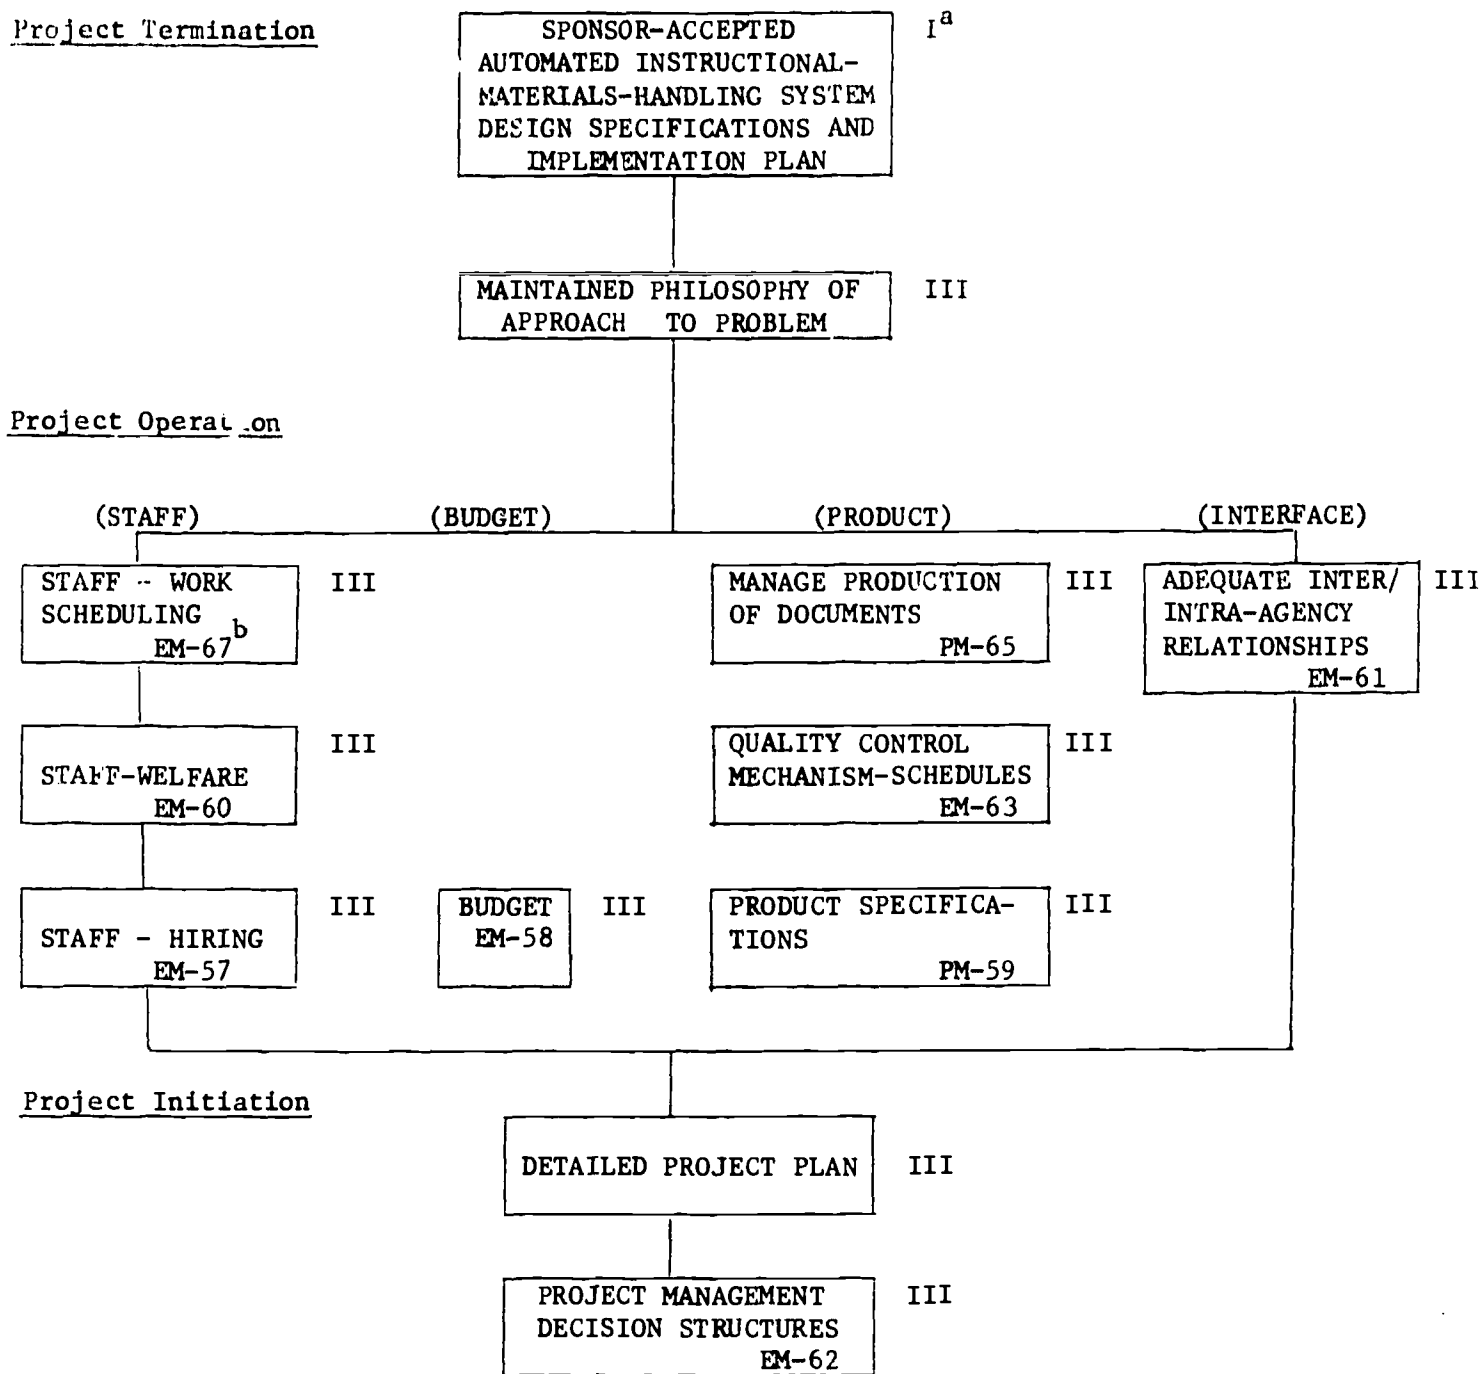 Project Termination
SPONSOR-ACCEPTED
AUTOMATED INSTRUCTIONAL-
MATERIALS-HANDLING SYSTEM
DESIGN SPECIFICATIONS AND
IMPLEMENTATION PLAN
I^a
MAINTAINED PHILOSOPHY OF
APPROACH TO PROBLEM
III
Project Operat on
(STAFF) (BUDGET) (PRODUCT) (INTERFACE)
STAFF - WORK
SCHEDULING
EM-67^b
III
MANAGE PRODUCTION
OF DOCUMENTS
PM-65
III
ADEQUATE INTER/
INTRA-AGENCY
RELATIONSHIPS
EM-61
III
STAFF-WELFARE
EM-60
III
QUALITY CONTROL
MECHANISM-SCHEDULES
EM-63
III
STAFF - HIRING
EM-57
III
BUDGET
EM-58
III
PRODUCT SPECIFICA-
TIONS
PM-59
III
Project Initiation
DETAILED PROJECT PLAN
III
PROJECT MANAGEMENT
DECISION STRUCTURES
EM-62
III